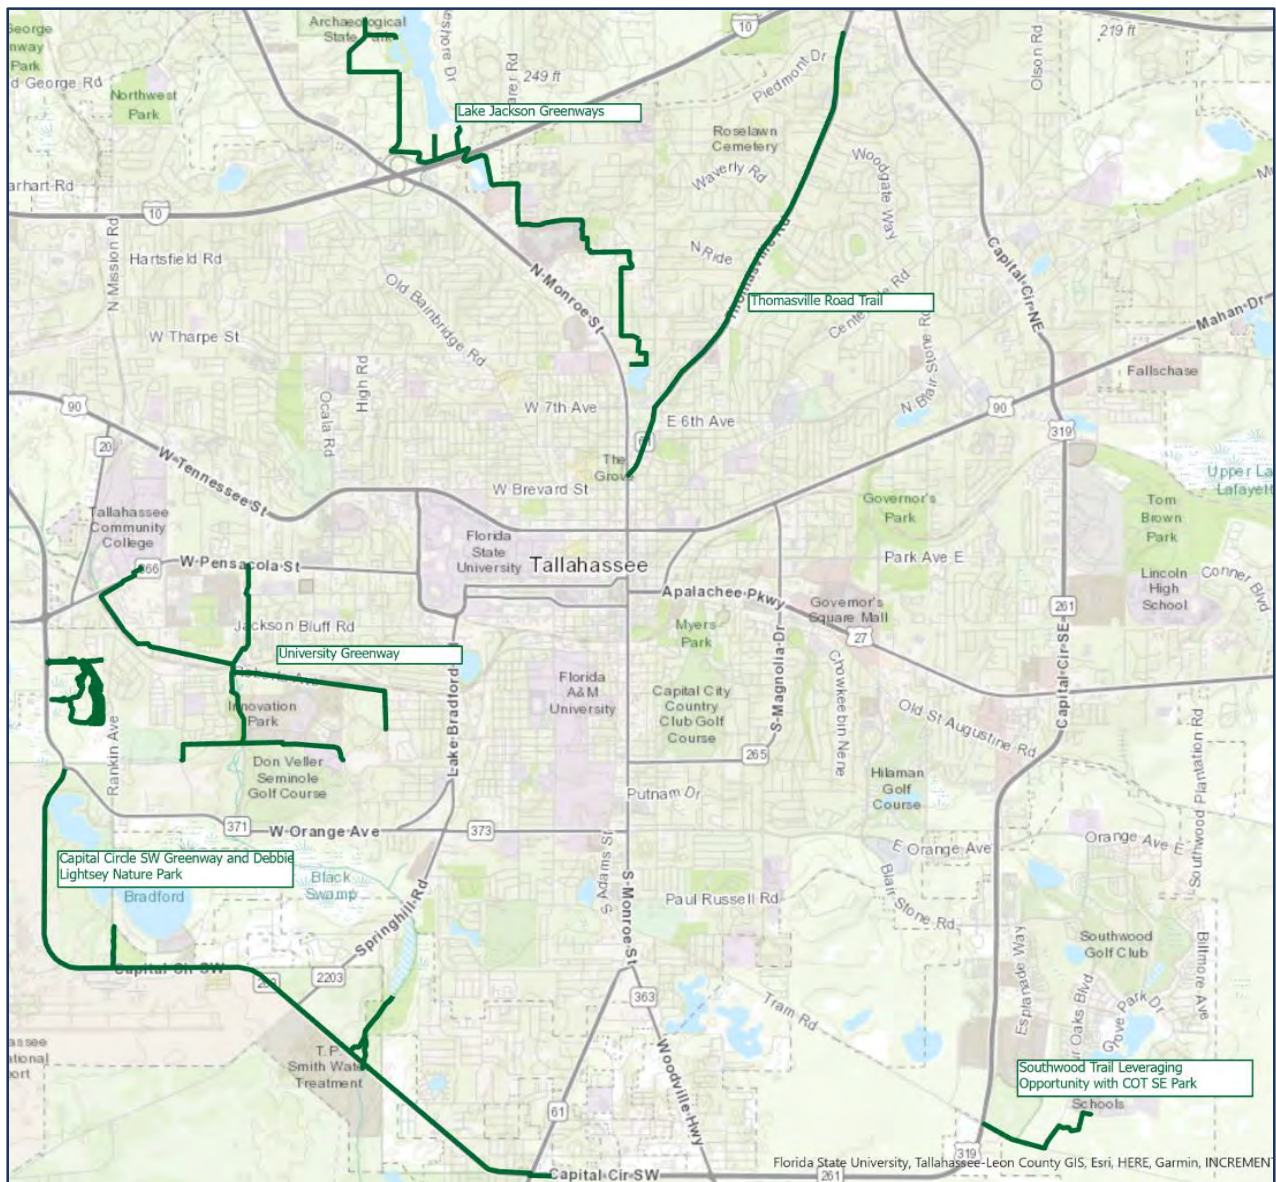 Archaeological
State Park
10
219 ft
Olson Rd
Park
d George Rd
249 ft
Piedmont Dr
Northwest
Park
Lake Jackson Greenways
Roselawn
Cemetery
Waverly Rd
Woodgate Way
10
N Mission Rd
Hartsfield Rd
N Ride
Capital Cir NE
Old Bainbridge Rd
N Monroe St
Thomasville Rd
Thomasville Road Trail
Mahan Dr
W Tharpe St
High Rd
Ocala Rd
N Blair Stone Rd
Fallschase
90
W 7th Ave
E 6th Ave
90
319
20
W Tennessee St
The
Grove
W Brevard St
Upper La
Lafayett
Tallahassee
Community
College
Florida
State
University
Governor's
Park
Tom
Brown
Park
W Pensacola St
Tallahassee
Park Ave E
Lincoln
High
School
Conner Blvd
Apalachee Pkwy
Governor's
Square Mall
261
Jackson Bluff Rd
Myers
Park
27
University Greenway
S Magnolia Dr
Chowkeebin Nene
Capital Cir SE
Roberts Ave
Innovation
Park
Florida
A&M
University
Capital City
Country
Club Golf
Course
Old St Augustine Rd
Rankin Ave
Lake Bradford
265
Southwood Plantation Rd
Don Veller
Seminole
Golf Course
Hilaman
Golf
Course
Putnam Dr
371
W Orange Ave
373
S Adams St
E Orange Ave
Orange Ave E
Capital Circle SW Greenway and Debbie
Lightsey Nature Park
Bradford
Black
Swamp
Springhill Rd
S Monroe St
Paul Russell Rd
Blair Stone Rd
Southwood
Golf Club
Biltmore Ave
Esplanade Way
Capital Cir SW
2203
363
Tram Rd
Grove Park Dr
T.P.
Smith Water
Treatment
Woodville Hwy
Southwood Trail Leveraging
Opportunity with COT SE Park
Schools
61
319
Capital Cir SW
261
Florida State University, Tallahassee-Leon County GIS, Esri, HERE, Garmin, INCREMENT